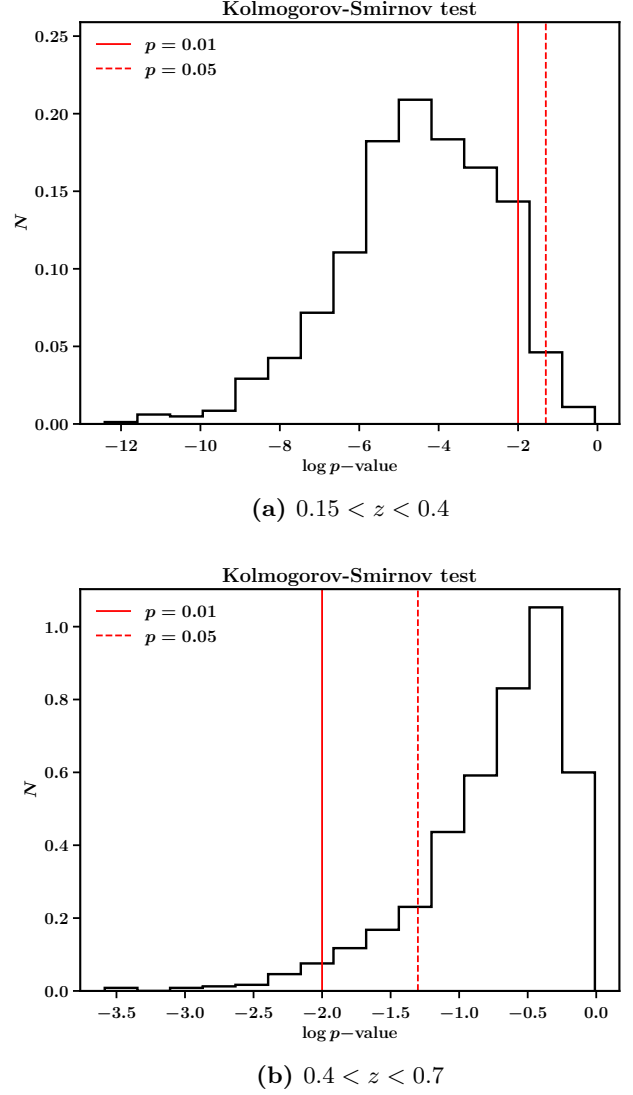 Kolmogorov-Smirnov test
p = 0.01
p = 0.05
0.25
0.20
0.15
0.10
0.05
0.00
N
−12 −10 −8 −6 −4 −2 0
log p−value
(a) 0.15 < z < 0.4
Kolmogorov-Smirnov test
p = 0.01
p = 0.05
1.0
0.8
0.6
0.4
0.2
0.0
N
−3.5 −3.0 −2.5 −2.0 −1.5 −1.0 −0.5 0.0
log p−value
(b) 0.4 < z < 0.7